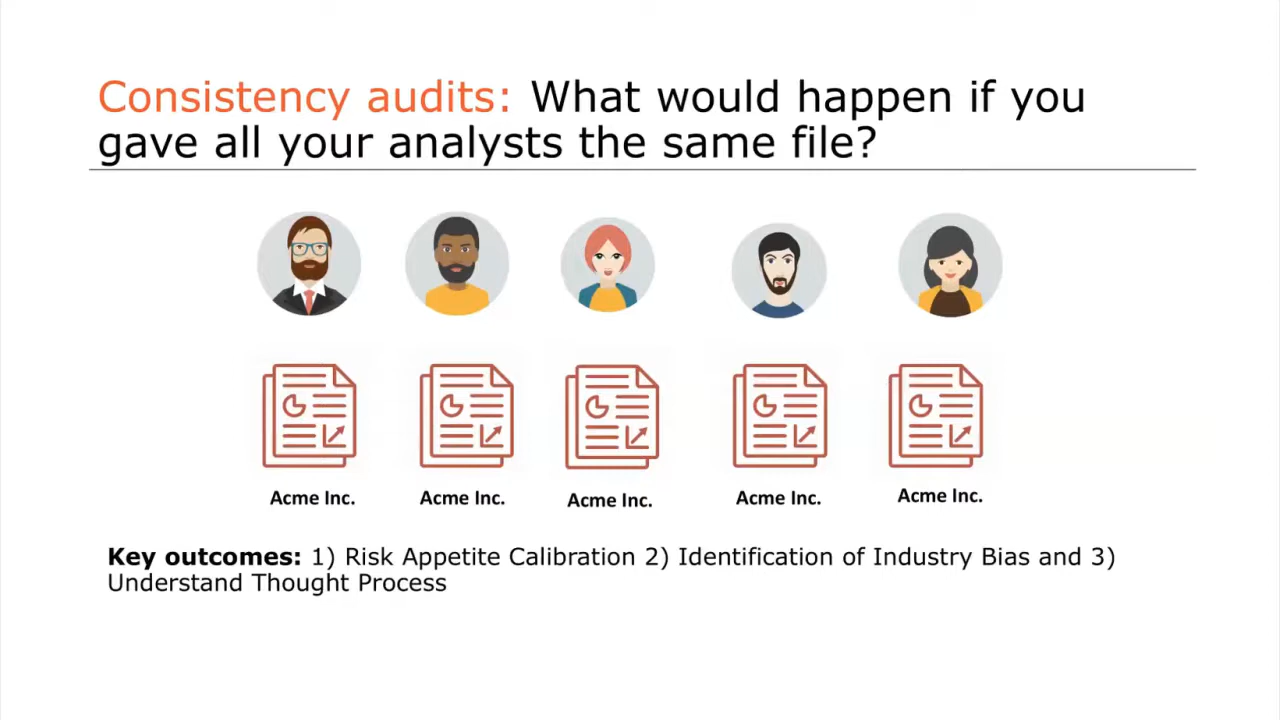 Consistency audits: What would happen if you
gave all your analysts the same file?
Acme Inc.
Acme Inc.
Acme Inc.
Acme Inc.
Acme Inc.
Key outcomes: 1) Risk Appetite Calibration 2) Identification of Industry Bias and 3)
Understand Thought Process